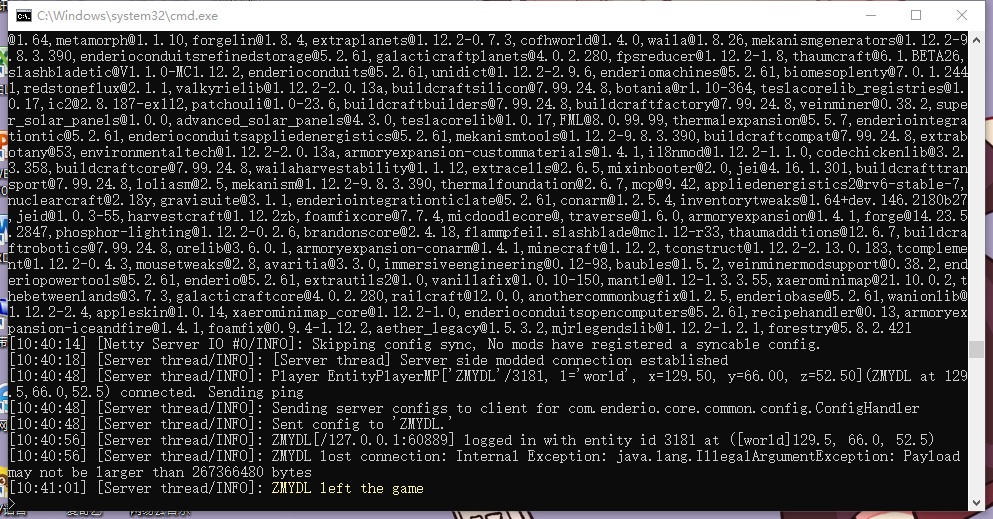 C:\Windows\system32\cmd.exe
@1.64,metamorph@1.1.10,forgelin@1.8.4,extraplanets@1.12.2-0.7.3,cofhworld@1.4.0,waila@1.8.26,mekanismgenerators@1.12.2-9.
8.3.390,enderioconduitsrefinedstorage@5.2.61,galacticraftplanets@4.0.2.280,fpsreducer@1.12.2-1.8,thaumcraft@6.1.BETA26,
slashbladetic@V1.1.0-MC1.12.2,enderioconduits@5.2.61,unidict@1.12.2-2.9.6,enderiomachines@5.2.61,biomesoplenty@7.0.1.244
1,redstoneflux@2.1.1,valkyrielib@1.12.2-2.0.13a,buildcraftsilicon@7.99.24.8,botania@r1.10-364,teslacorelib_registries@1.
0.17,ic2@2.8.187-ex112,patchouli@1.0-23.6,buildcraftbuilders@7.99.24.8,buildcraftfactory@7.99.24.8,veinminer@0.38.2,supe
r_solar_panels@1.0.0,advanced_solar_panels@4.3.0,teslacorelib@1.0.17,FML@8.0.99.99,thermalexpansion@5.5.7,enderiointegra
tiontic@5.2.61,enderioconduitsappliedenergistics@5.2.61,mekanismtools@1.12.2-9.8.3.390,buildcraftcompat@7.99.24.8,extrab
otany@53,environmentaltech@1.12.2-2.0.13a,armoryexpansion-custommaterials@1.4.1,i18nmod@1.12.2-1.1.0,codechickenlib@3.2.
3.358,buildcraftcore@7.99.24.8,wailaharvestability@1.1.12,extracells@2.6.5,mixinbooter@2.0,jei@4.16.1.301,buildcrafttran
sport@7.99.24.8,loliasm@2.5,mekanism@1.12.2-9.8.3.390,thermalfoundation@2.6.7,mcp@9.42,appliedenergistics2@rv6-stable-7,
nuclearcraft@2.18y,gravisuite@3.1.1,enderiointegrationticlate@5.2.61,conarm@1.2.5.4,inventorytweaks@1.64+dev.146.2180b27
,jeid@1.0.3-55,harvestcraft@1.12.2zb,foamfixcore@7.7.4,micdoodlecore@,traverse@1.6.0,armoryexpansion@1.4.1,forge@14.23.5
.2847,phosphor-lighting@1.12.2-0.2.6,brandonscore@2.4.18,flammpfeil.slashblade@mc1.12-r33,thaumadditions@12.6.7,buildcra
ftrobotics@7.99.24.8,orelib@3.6.0.1,armoryexpansion-conarm@1.4.1,minecraft@1.12.2,tconstruct@1.12.2-2.13.0.183,tcompleme
nt@1.12.2-0.4.3,mousetweaks@2.8,avaritia@3.3.0,immersiveengineering@0.12-98,baubles@1.5.2,veinminermodsupport@0.38.2,end
eriopowertools@5.2.61,enderio@5.2.61,extrautils2@1.0,vanillafix@1.0.10-150,mantle@1.12-1.3.3.55,xaerominimap@21.10.0.2,t
hebetweenlands@3.7.3,galacticraftcore@4.0.2.280,railcraft@12.0.0,anothercommonbugfix@1.2.5,enderiobase@5.2.61,wanionlib@
1.12.2-2.4,appleskin@1.0.14,xaerominimap_core@1.12.2-1.0,enderioconduitsopencomputers@5.2.61,recipehandler@0.13,armoryex
pansion-iceandfire@1.4.1,foamfix@0.9.4-1.12.2,aether_legacy@1.5.3.2,mjrlegendslib@1.12.2-1.2.1,forestry@5.8.2.421
[10:40:14] [Netty Server IO #0/INFO]: Skipping config sync, No mods have registered a syncable config.
[10:40:18] [Server thread/INFO]: [Server thread] Server side modded connection established
[10:40:48] [Server thread/INFO]: Player EntityPlayerMP['ZMYDL'/3181, l='world', x=129.50, y=66.00, z=52.50](ZMYDL at 129
.5,66.0,52.5) connected. Sending ping
[10:40:48] [Server thread/INFO]: Sending server configs to client for com.enderio.core.common.config.ConfigHandler
[10:40:48] [Server thread/INFO]: Sent config to 'ZMYDL.'
[10:40:56] [Server thread/INFO]: ZMYDL[/127.0.0.1:60889] logged in with entity id 3181 at ([world]129.5, 66.0, 52.5)
[10:40:56] [Server thread/INFO]: ZMYDL lost connection: Internal Exception: java.lang.IllegalArgumentException: Payload
may not be larger than 267366480 bytes
[10:41:01] [Server thread/INFO]: ZMYDL left the game
>